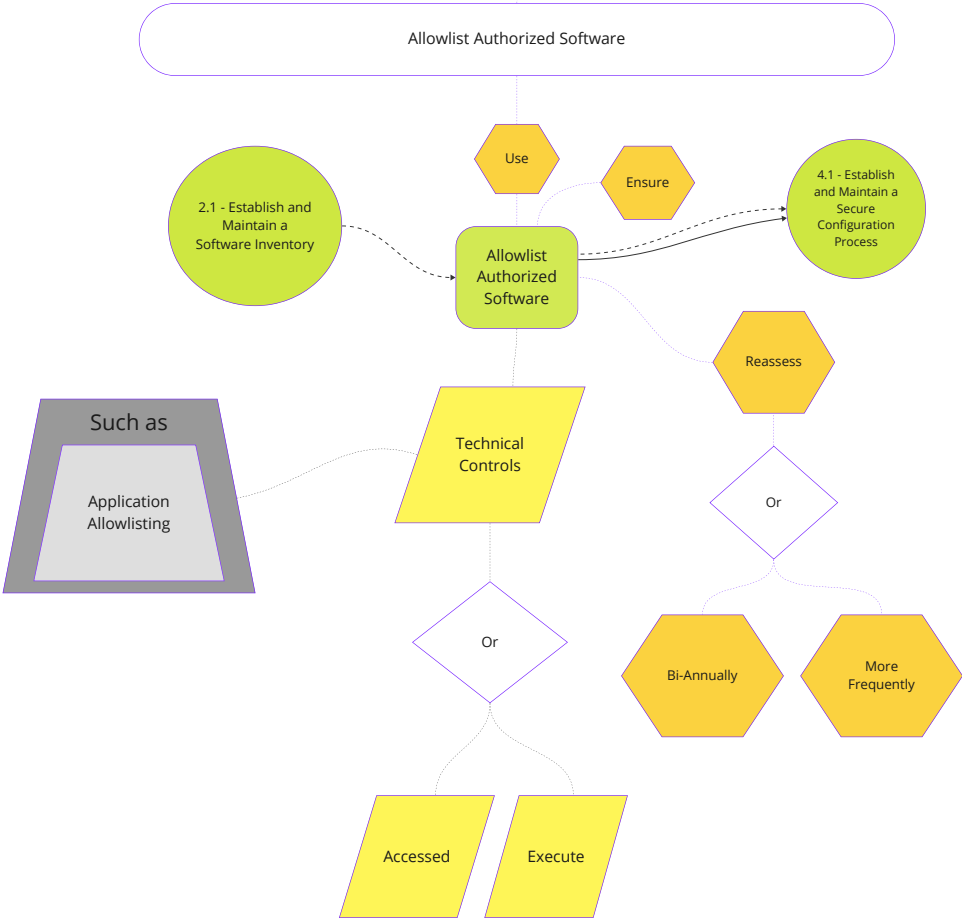 Allowlist Authorized Software
Use
Ensure
2.1 - Establish and
Maintain a
Software Inventory
4.1 - Establish
and Maintain a
Secure
Configuration
Process
Allowlist
Authorized
Software
Reassess
Such as
Application
Allowlisting
Technical
Controls
Or
Or
Bi-Annually
More
Frequently
Accessed
Execute